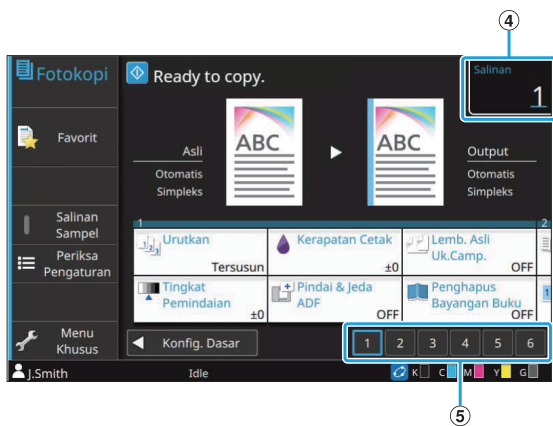 ④
Fotokopi
Ready to copy.
Salinan
1
Favorit
Asli
ABC
ABC
Output
Otomatis
Simpleks
Otomatis
Simpleks
Salinan
Sampel
Periksa
Pengaturan
1
2
Urutkan
Tersusun
Kerapatan Cetak
±0
Lemb. Asli
Uk.Camp.
OFF
Tingkat
Pemindaian
±0
Pindai & Jeda
ADF
OFF
Penghapus
Bayangan Buku
OFF
Menu
Khusus
Konfig. Dasar
1 2 3 4 5 6
J.Smith
Idle
K C M Y G
⑤